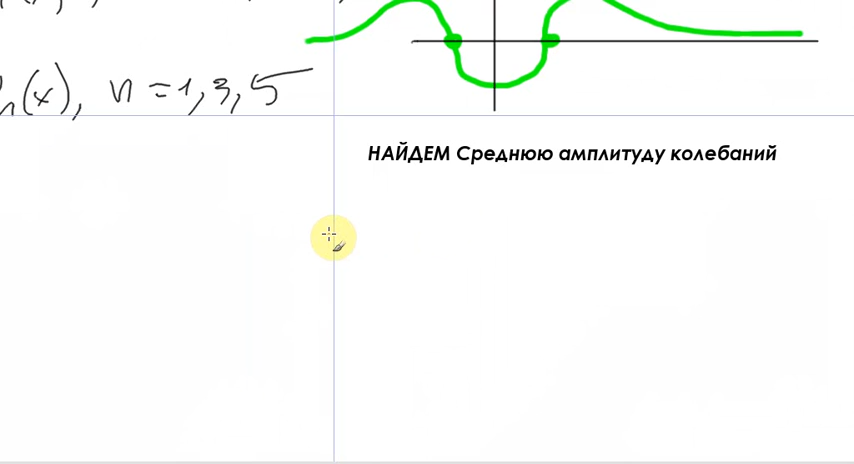 (x), n = 1, 3, 5
НАЙДЕМ Среднюю амплитуду колебаний